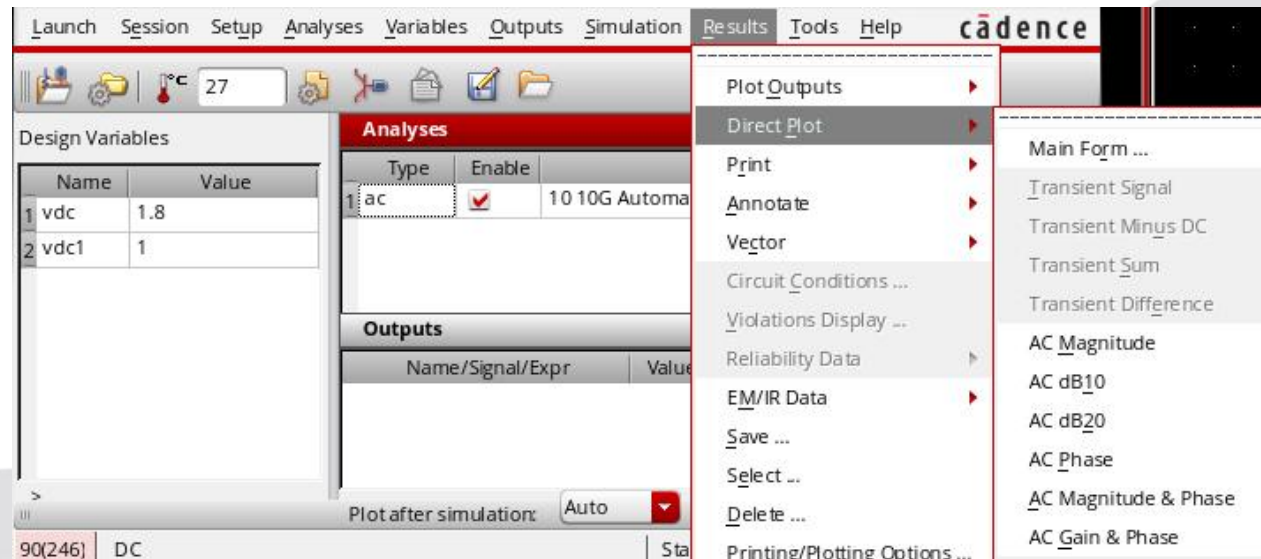 Launch Session Setup Analyses Variables Outputs Simulation Results Tools Help cādence
°C 27
Design Variables
Name Value
1 vdc 1.8
2 vdc1 1
>
Analyses
Type Enable
1 ac 10 10G Automa
Outputs
Name/Signal/Expr Value
Plot after simulation: Auto
90(246) DC Sta
Plot Outputs
Direct Plot
Print
Annotate
Vector
Circuit Conditions ...
Violations Display ...
Reliability Data
EM/IR Data
Save ...
Select ...
Delete ...
Printing/Plotting Options ...
Main Form ...
Transient Signal
Transient Minus DC
Transient Sum
Transient Difference
AC Magnitude
AC dB10
AC dB20
AC Phase
AC Magnitude & Phase
AC Gain & Phase